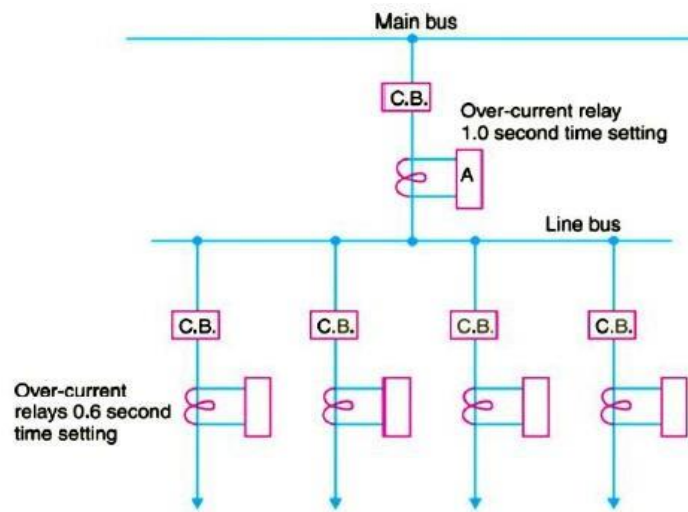 Main bus
C.B.
Over-current relay
1.0 second time setting
A
Line bus
C.B.
C.B.
C.B.
C.B.
Over-current
relays 0.6 second
time setting